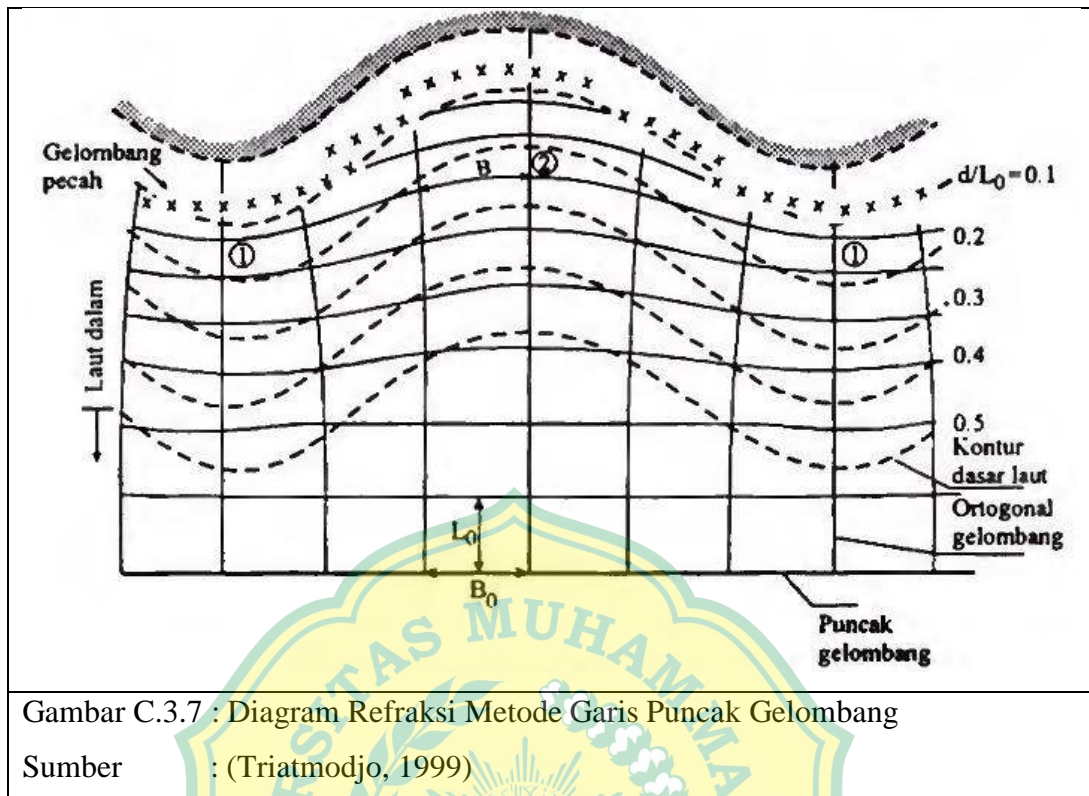 Gelombang
pecah
B
②
d/L0=0.1
①
①
0.2
Laut dalam
0.3
0.4
0.5
Kontur
dasar laut
Ortogonal
gelombang
L0
B0
Puncak
gelombang
SITAS MUHAMMA
Gambar C.3.7 : Diagram Refraksi Metode Garis Puncak Gelombang
Sumber : (Triatmodjo, 1999)